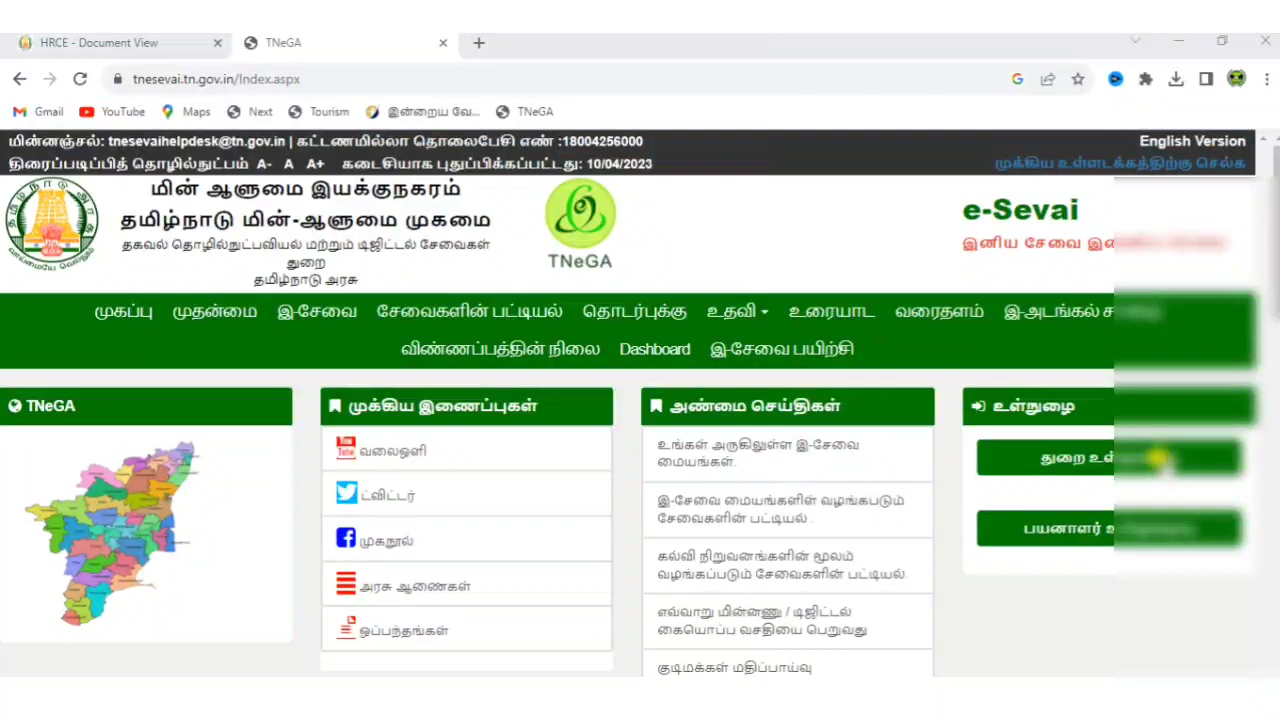 HRCE - Document View
TNeGA
tnesevai.tn.gov.in/Index.aspx
Gmail YouTube Maps Next Tourism இன்றைய வே... TNeGA
மின்னஞ்சல்: tnesevaihelpdesk@tn.gov.in | கட்டணமில்லா தொலைபேசி எண் :18004256000
English Version
திரைப்படிப்பித் தொழில்நுட்பம் A- A A+ கடைசியாக புதுப்பிக்கப்பட்டது: 10/04/2023
முக்கிய உள்ளடக்கத்திற்கு செல்க
மின் ஆளுமை இயக்குநகரம்
தமிழ்நாடு மின்-ஆளுமை முகமை
தகவல் தொழில்நுட்பவியல் மற்றும் டிஜிட்டல் சேவைகள்
துறை
தமிழ்நாடு அரசு
TNeGA
e-Sevai
இனிய சேவை
முகப்பு முதன்மை இ-சேவை சேவைகளின் பட்டியல் தொடர்புக்கு உதவி உரையாட வரைதளம் இ-அடங்கல்
விண்ணப்பத்தின் நிலை Dashboard இ-சேவை பயிற்சி
TNeGA
முக்கிய இணைப்புகள்
வலைஒளி
ட்விட்டர்
முகநூல்
அரசு ஆணைகள்
ஒப்பந்தங்கள்
அண்மை செய்திகள்
உங்கள் அருகிலுள்ள இ-சேவை
மையங்கள்.
இ-சேவை மையங்களின் வழங்கபடும்
சேவைகளின் பட்டியல் .
கல்வி நிறுவனங்களின் மூலம்
வழங்கப்படும் சேவைகளின் பட்டியல்.
எவ்வாறு மின்னணு / டிஜிட்டல்
கையொப்ப வசதியை பெறுவது
குடிமக்கள் மதிப்பாய்வு
உள்றுழை
துறை
பயனாளர்